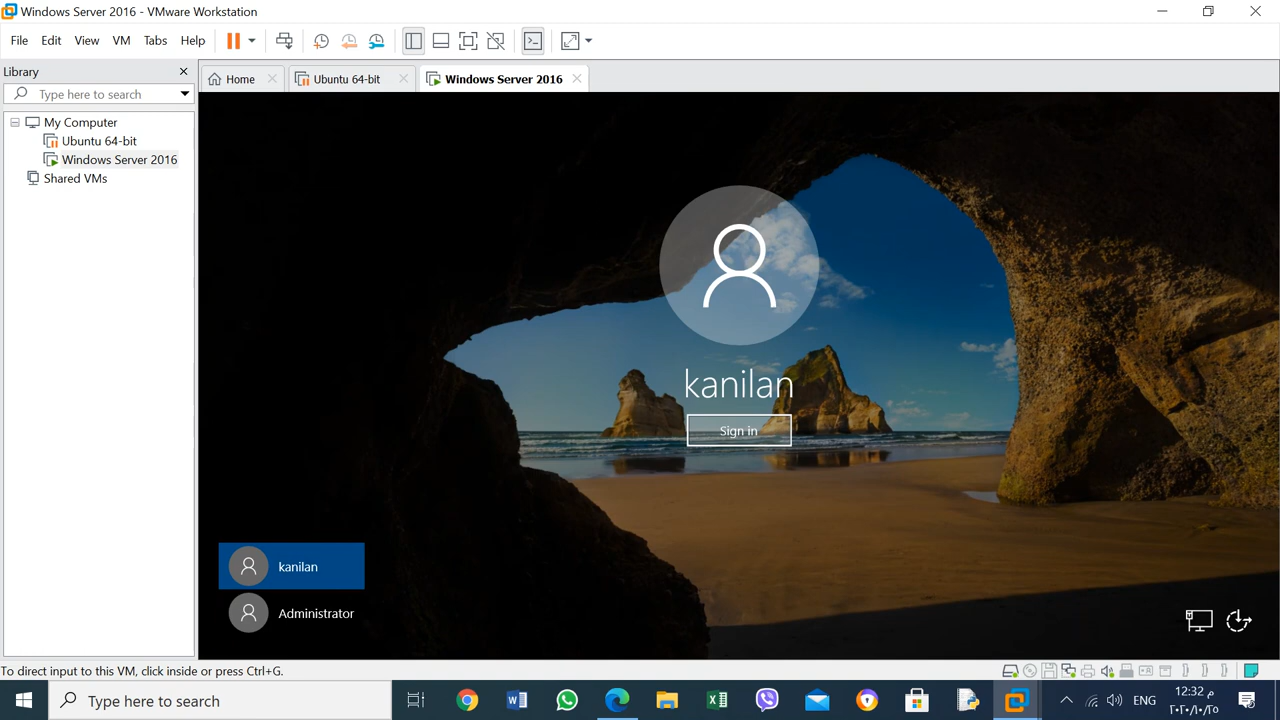 Windows Server 2016 - VMware Workstation
File Edit View VM Tabs Help
Library
Home
Ubuntu 64-bit
Windows Server 2016
Type here to search
My Computer
Ubuntu 64-bit
Windows Server 2016
Shared VMs
kanilan
Sign in
kanilan
Administrator
To direct input to this VM, click inside or press Ctrl+G.
Type here to search
ENG
12:32 م
٢٠٢٠/١٠/٢٥